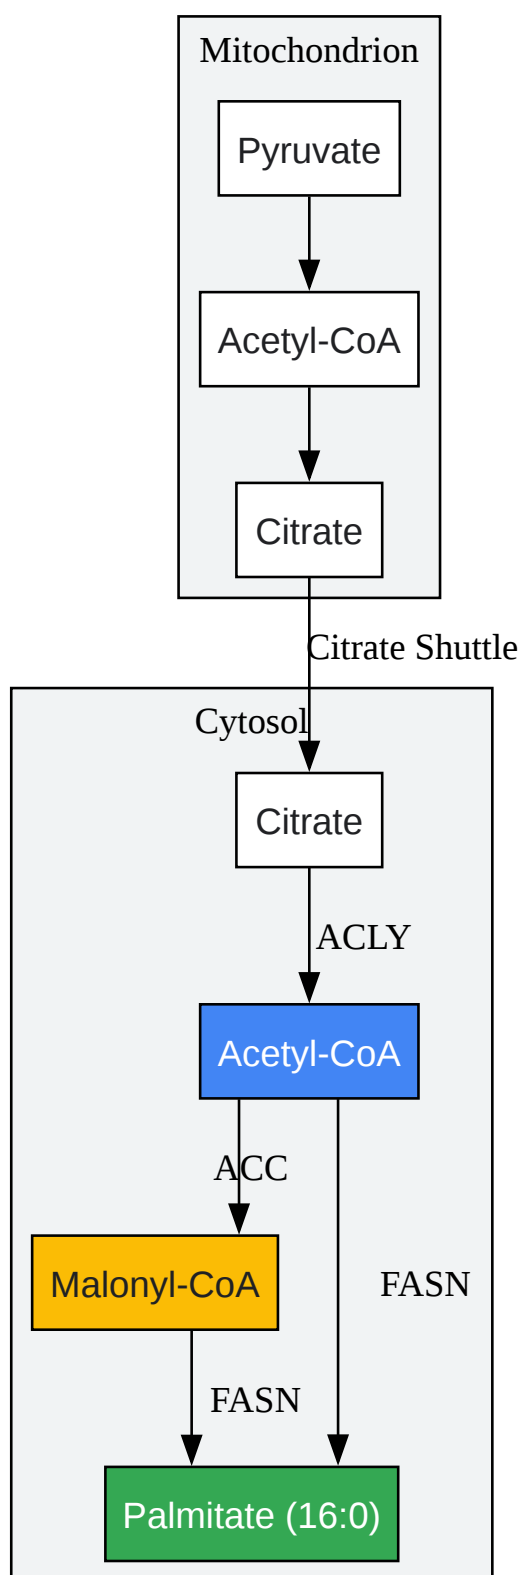 Mitochondrion
Pyruvate
Acetyl-CoA
Citrate
Citrate Shuttle
Cytosol
Citrate
ACLY
Acetyl-CoA
ACC
Malonyl-CoA
FASN
FASN
Palmitate (16:0)